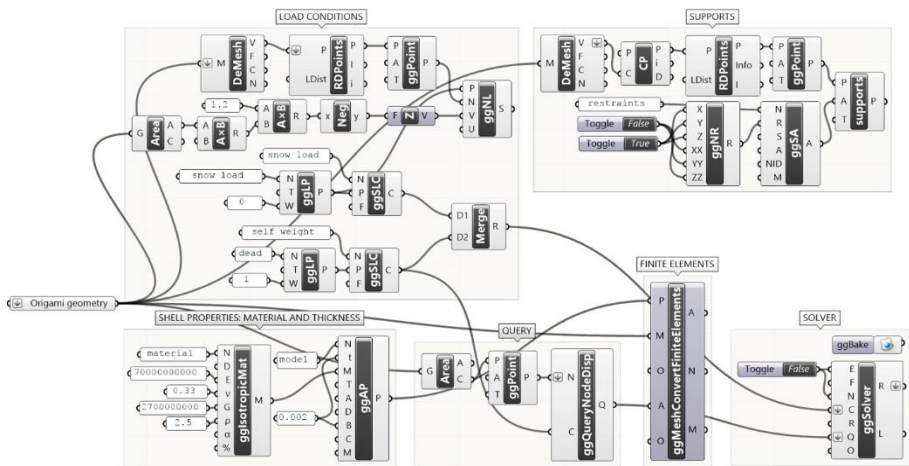 LOAD CONDITIONS
SUPPORTS
M
DeMesh
V
F
C
N
P
LDist
RDPoints
P
I
i
P
A
T
ggPoint
P
P
N
V
U
ggNL
S
1.2
A
B
A×B
R
x
Neg
y
F
Z
V
G
Area
A
C
A
B
A×B
R
snow load
snow load
0
N
T
W
ggLP
P
N
P
F
ggSLC
C
D1
D2
Merge
R
self weight
dead
1
N
T
W
ggLP
P
N
P
F
ggSLC
C
M
DeMesh
V
F
C
N
P
C
CP
P
i
D
P
LDist
RDPoints
P
Info
I
P
A
T
ggPoint
P
P
A
T
supports
P
restraints
Toggle False
Toggle True
X
Y
Z
XX
YY
ZZ
ggNR
R
N
R
S
A
NID
M
ggSA
A
Origami geometry
SHELL PROPERTIES: MATERIAL AND THICKNESS
material
70000000000
0.33
2700000000
2.5
N
D
E
v
G
ρ
α
%
ggIsotropicMat
M
mode1
0.002
N
t
M
T
A
D
B
C
M
ggAP
P
QUERY
G
Area
A
C
P
A
T
ggPoint
P
N
C
ggQueryNodeDisp
Q
FINITE ELEMENTS
P
M
O
A
O
ggMeshConvertFiniteElements
A
N
M
SOLVER
ggBake
Toggle False
E
F
N
C
R
Q
O
ggSolver
R
L